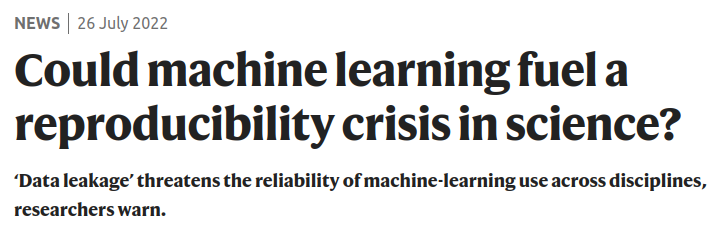 NEWS | 26 July 2022
Could machine learning fuel a
reproducibility crisis in science?
‘Data leakage’ threatens the reliability of machine-learning use across disciplines,
researchers warn.